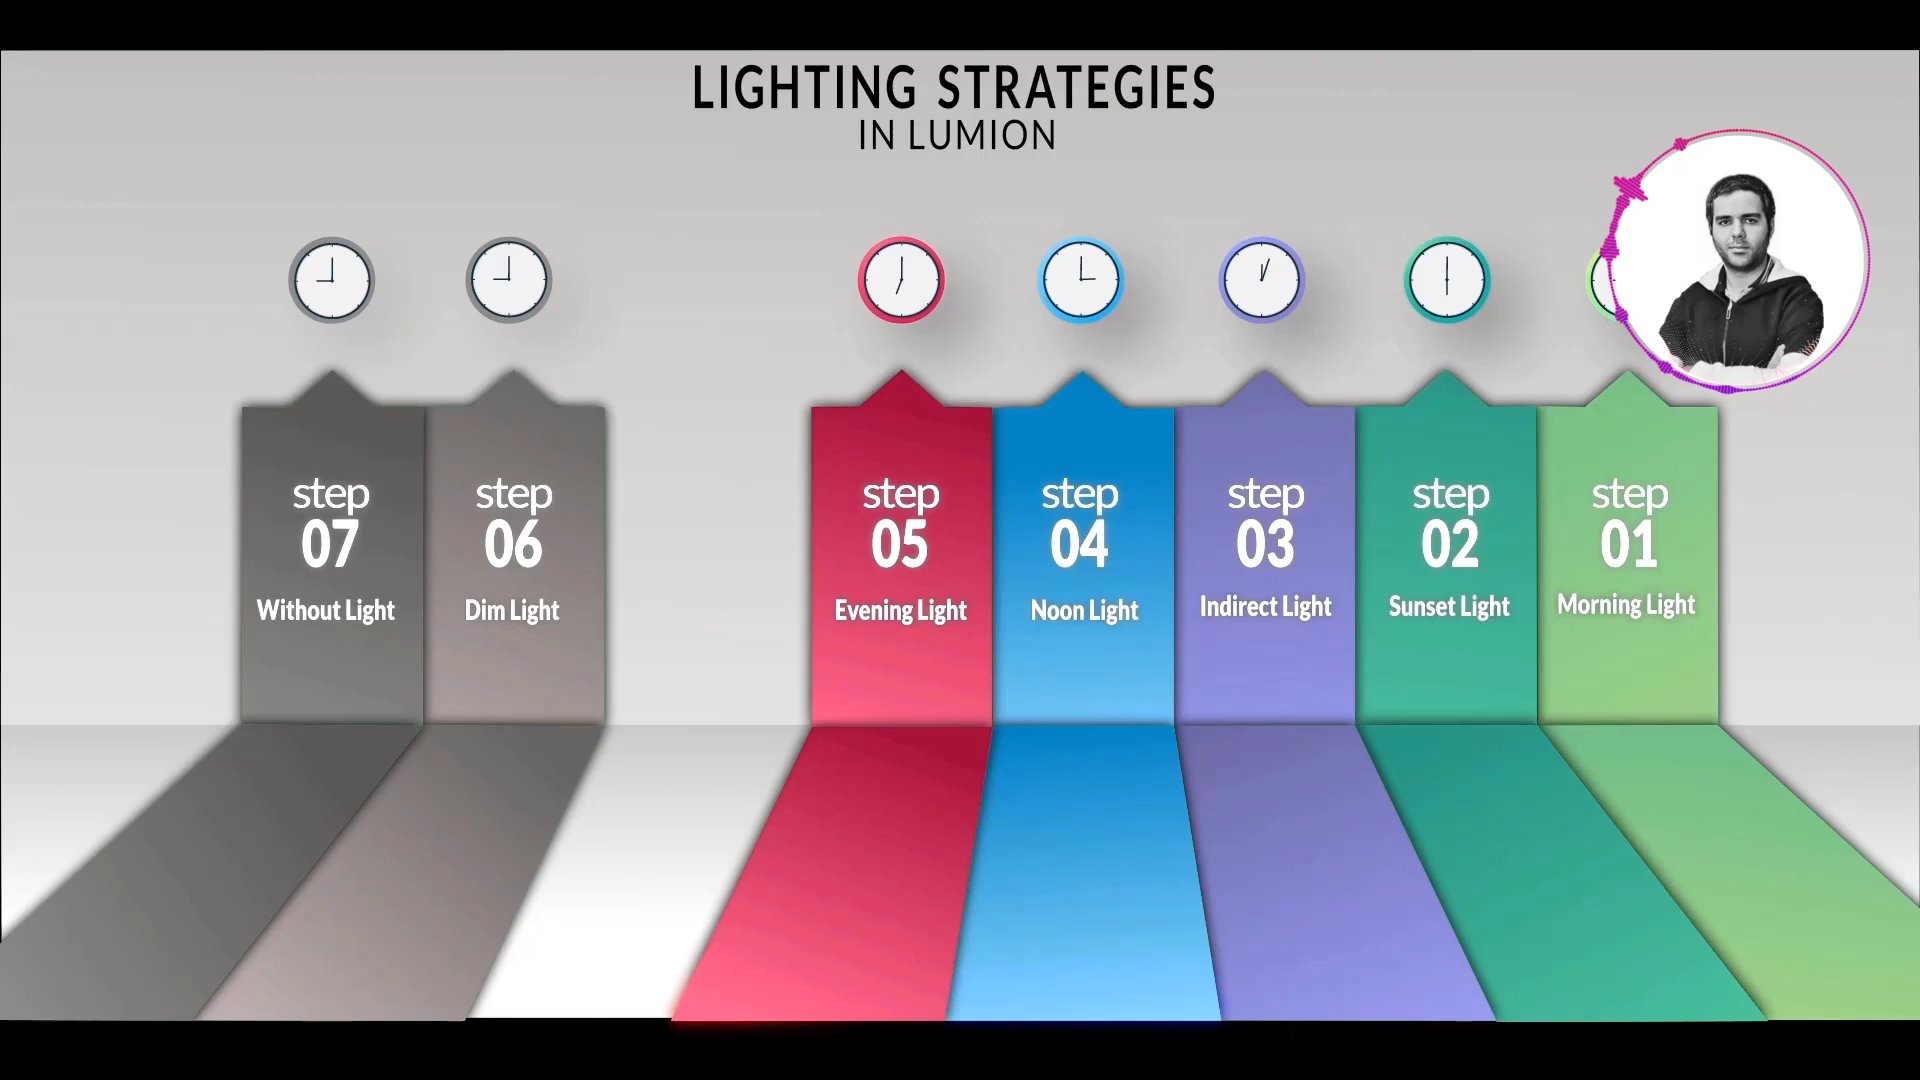 LIGHTING STRATEGIES
IN LUMION
step
07
Without Light
step
06
Dim Light
step
05
Evening Light
step
04
Noon Light
step
03
Indirect Light
step
02
Sunset Light
step
01
Morning Light